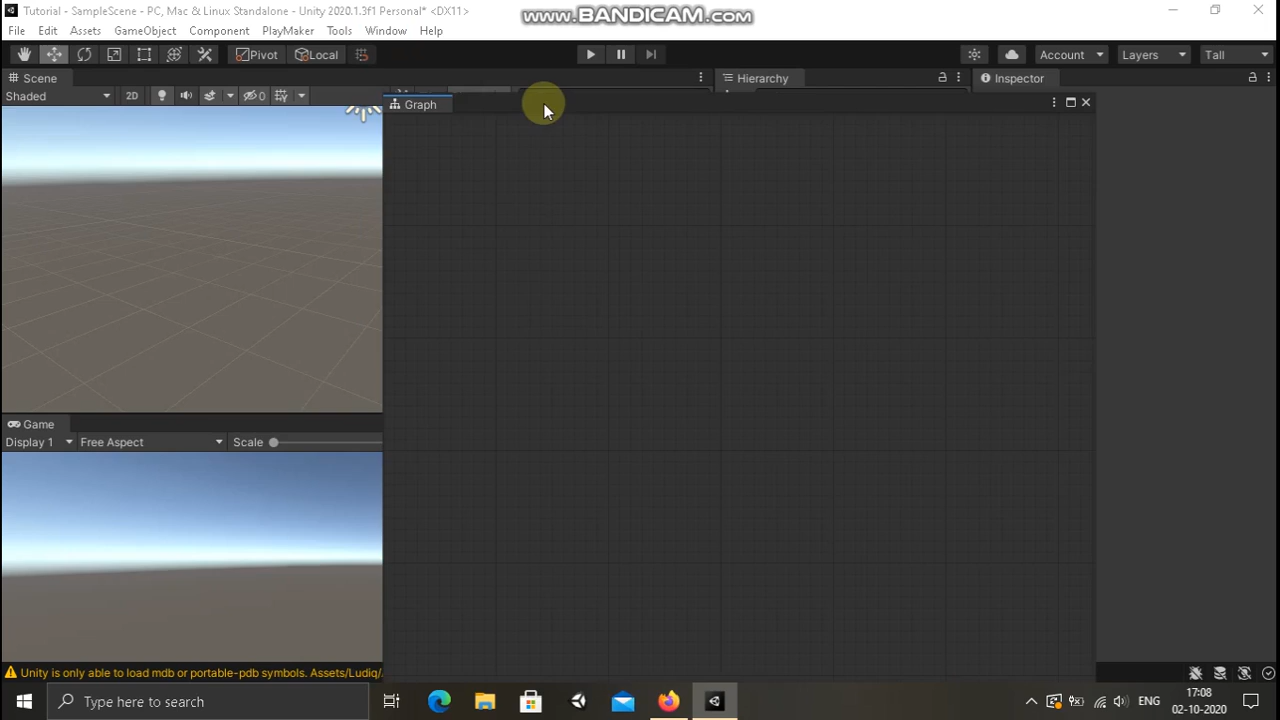 Tutorial - SampleScene - PC, Mac & Linux Standalone - Unity 2020.1.3f1 Personal* <DX11>
www.BANDICAM.com
File Edit Assets GameObject Component PlayMaker Tools Window Help
Pivot Local Account Layers Tall
Scene Hierarchy Inspector
Shaded 2D 0
Graph
Game
Display 1 Free Aspect Scale
Unity is only able to load mdb or portable-pdb symbols. Assets/Ludiq/
Type here to search
ENG
17:08
02-10-2020